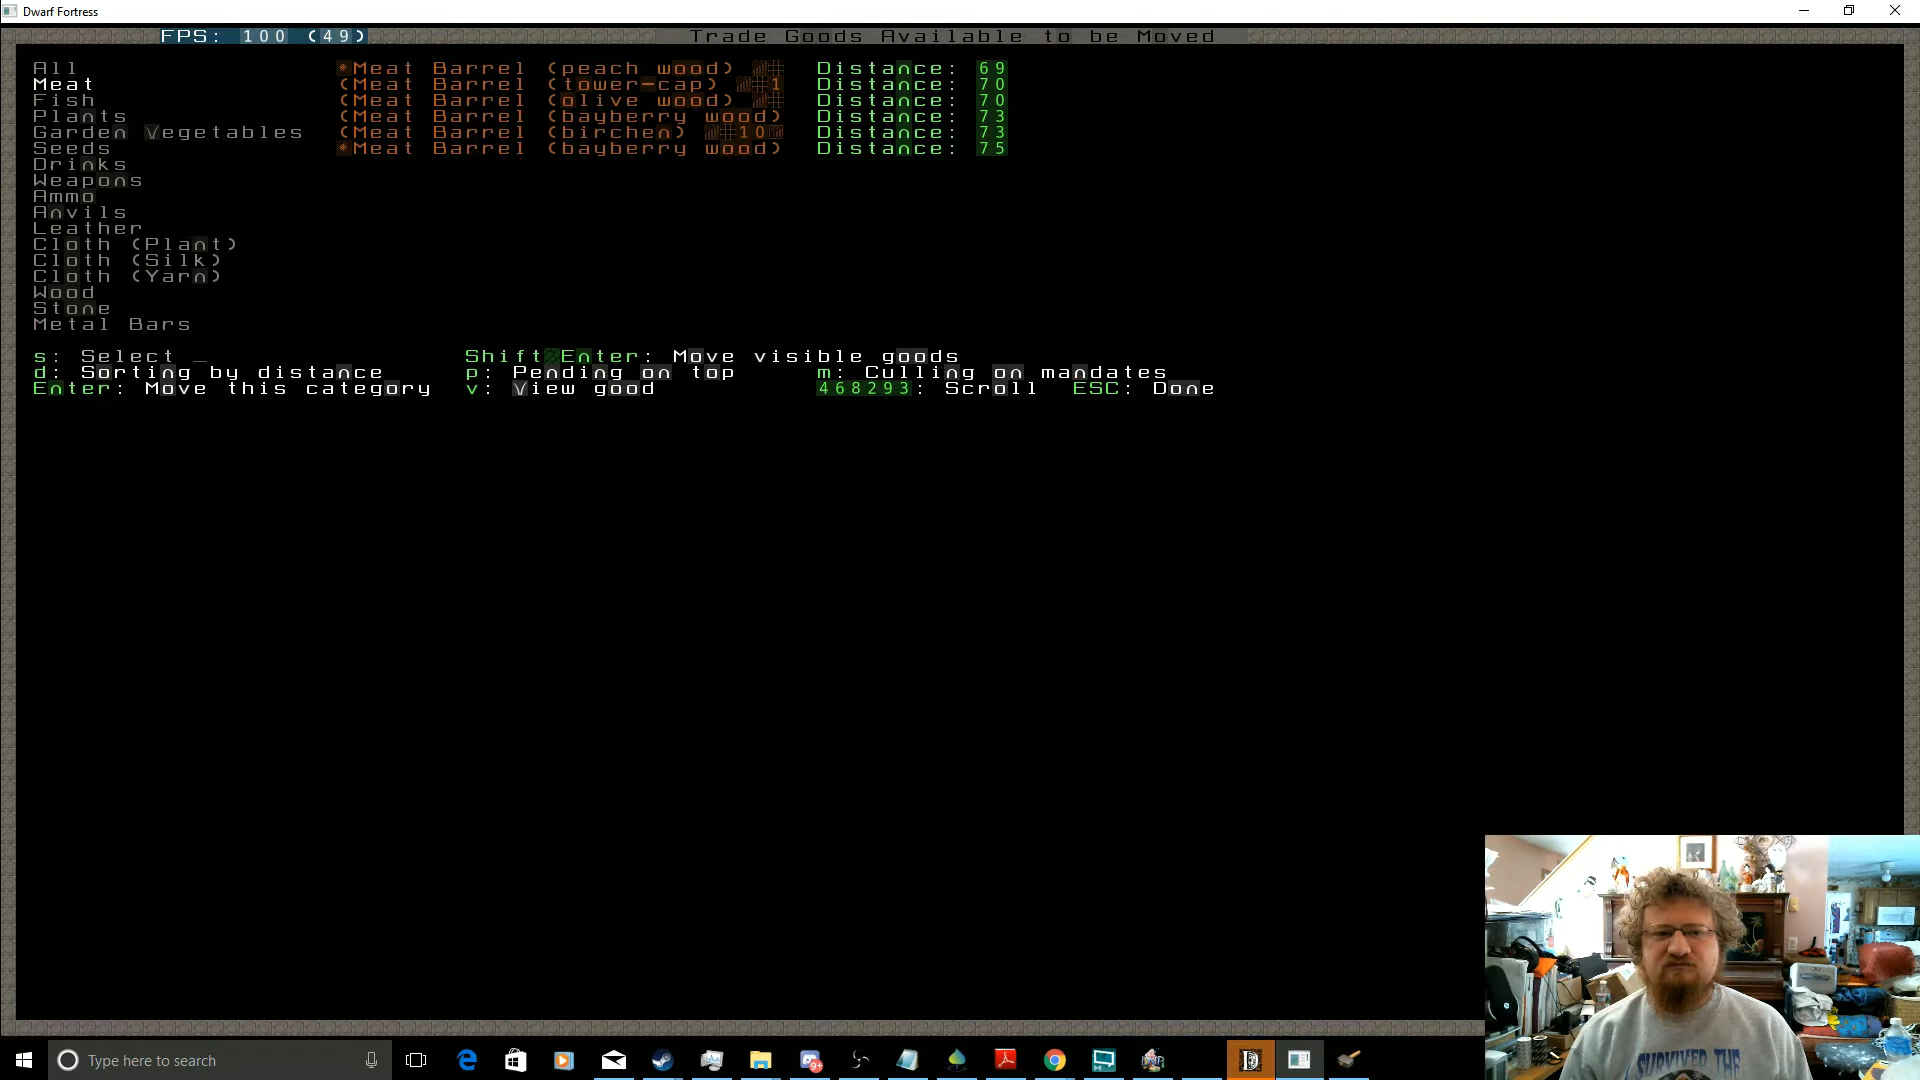 Dwarf Fortress
FPS: 100 (49) Trade Goods Available to be Moved
All *Meat Barrel (peach wood) Distance: 69
Meat (Meat Barrel (tower-cap) #1 Distance: 70
Fish (Meat Barrel (olive wood) # Distance: 70
Plants (Meat Barrel (bayberry wood) Distance: 73
Garden Vegetables (Meat Barrel (birchen) #10 Distance: 73
Seeds *Meat Barrel (bayberry wood) Distance: 75
Drinks
Weapons
Ammo
Anvils
Leather
Cloth (Plant)
Cloth (Silk)
Cloth (Yarn)
Wood
Stone
Metal Bars
s: Select _ Shift Enter: Move visible goods
d: Sorting by distance p: Pending on top m: Culling on mandates
Enter: Move this category v: View good 468293: Scroll ESC: Done
SURVIVED THE
Type here to search
9+